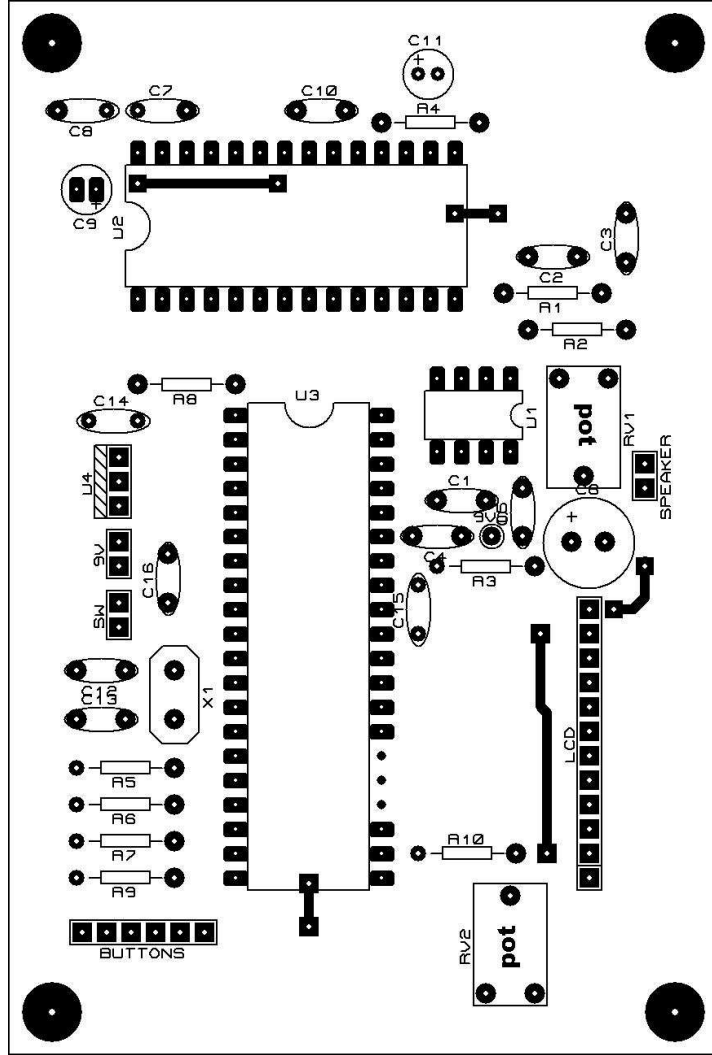 C11
+
C7
C10
R4
C8
C9
+
U2
C3
C2
R1
R2
R8
U3
C14
U1
pot
RV1
U4
C1
C6
SPEAKER
+
9V
C4
C16
R3
SW
C15
C12
C13
X1
LCD
R5
R6
R7
R10
R9
BUTTONS
RV2
pot